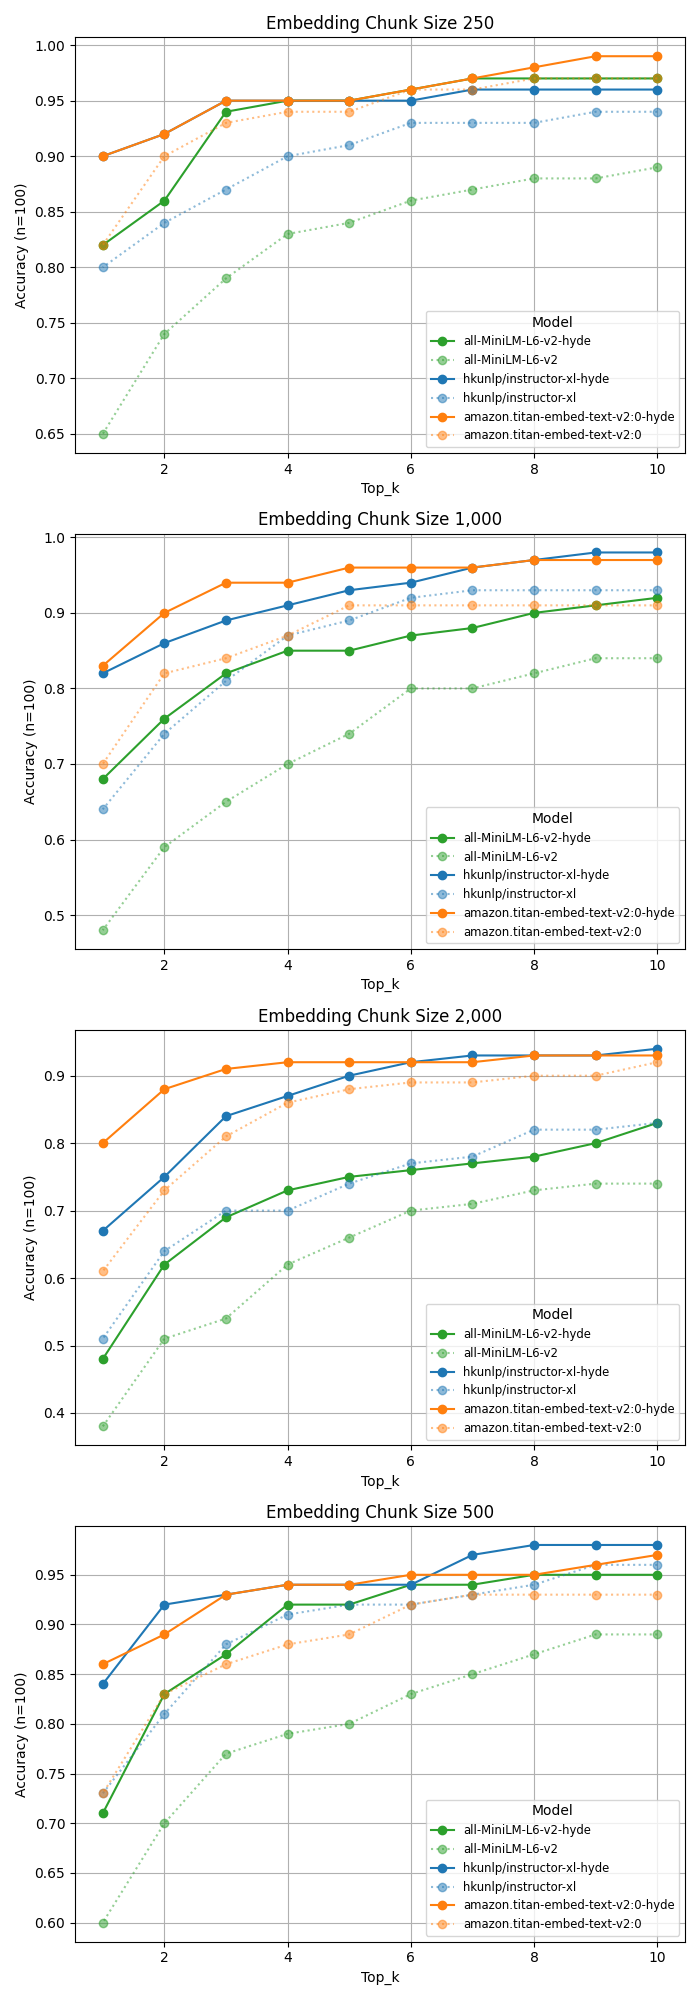 Embedding Chunk Size 250
1.00
0.95
0.90
0.85
0.80
0.75
0.70
0.65
Accuracy (n=100)
Model
all-MiniLM-L6-v2-hyde
all-MiniLM-L6-v2
hkunlp/instructor-xl-hyde
hkunlp/instructor-xl
amazon.titan-embed-text-v2:0-hyde
amazon.titan-embed-text-v2:0
2 4 6 8 10
Top_k
Embedding Chunk Size 1,000
1.0
0.9
0.8
0.7
0.6
0.5
Accuracy (n=100)
Model
all-MiniLM-L6-v2-hyde
all-MiniLM-L6-v2
hkunlp/instructor-xl-hyde
hkunlp/instructor-xl
amazon.titan-embed-text-v2:0-hyde
amazon.titan-embed-text-v2:0
2 4 6 8 10
Top_k
Embedding Chunk Size 2,000
0.9
0.8
0.7
0.6
0.5
0.4
Accuracy (n=100)
Model
all-MiniLM-L6-v2-hyde
all-MiniLM-L6-v2
hkunlp/instructor-xl-hyde
hkunlp/instructor-xl
amazon.titan-embed-text-v2:0-hyde
amazon.titan-embed-text-v2:0
2 4 6 8 10
Top_k
Embedding Chunk Size 500
0.95
0.90
0.85
0.80
0.75
0.70
0.65
0.60
Accuracy (n=100)
Model
all-MiniLM-L6-v2-hyde
all-MiniLM-L6-v2
hkunlp/instructor-xl-hyde
hkunlp/instructor-xl
amazon.titan-embed-text-v2:0-hyde
amazon.titan-embed-text-v2:0
2 4 6 8 10
Top_k